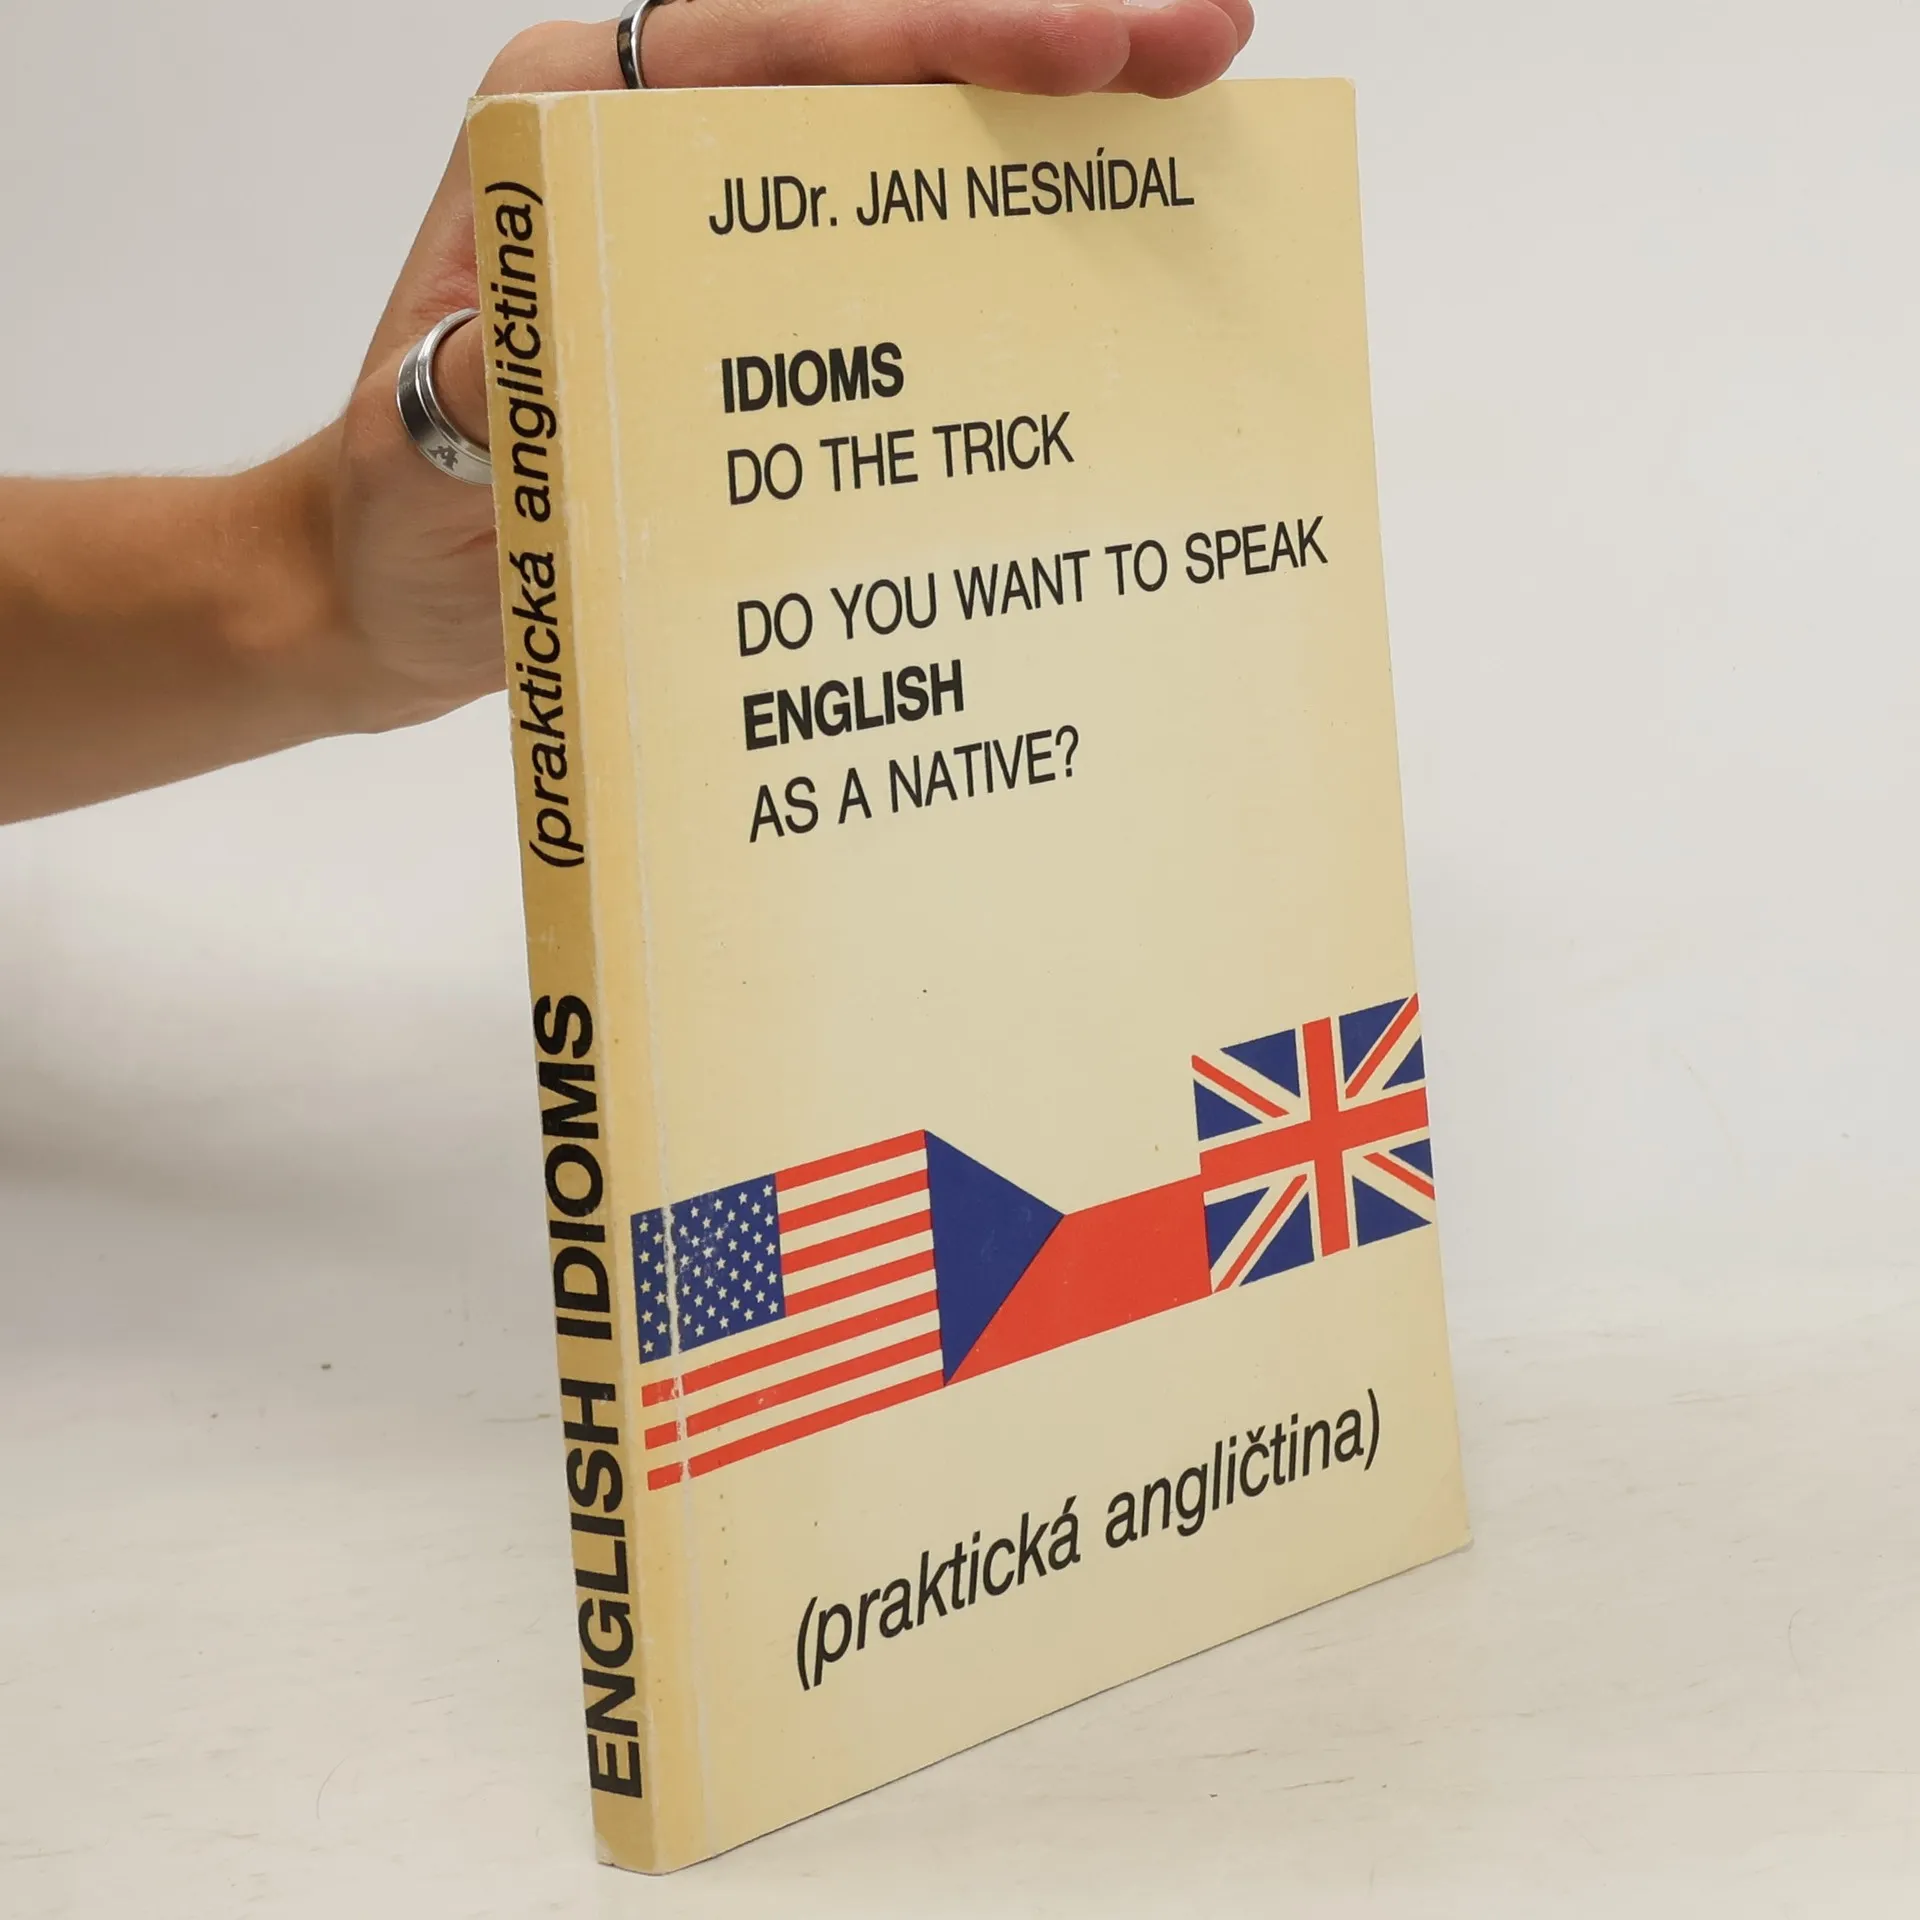 JUDr. JAN NESNÍDAL
IDIOMS
DO THE TRICK
DO YOU WANT TO SPEAK
ENGLISH
AS A NATIVE?
(praktická angličtina)
ENGLISH IDIOMS (praktická angličtina)